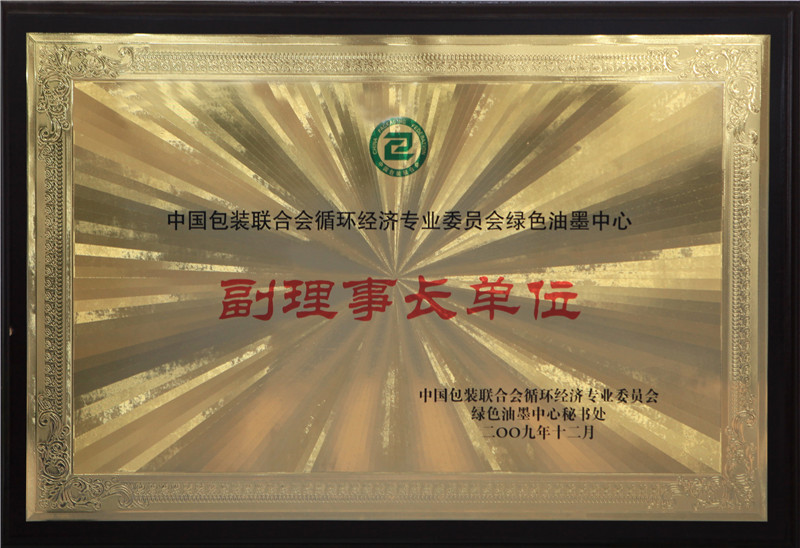 中国包装联合会循环经济专业委员会绿色油墨中心
副理事长单位
中国包装联合会循环经济专业委员会
绿色油墨中心秘书处
二〇〇九年十二月